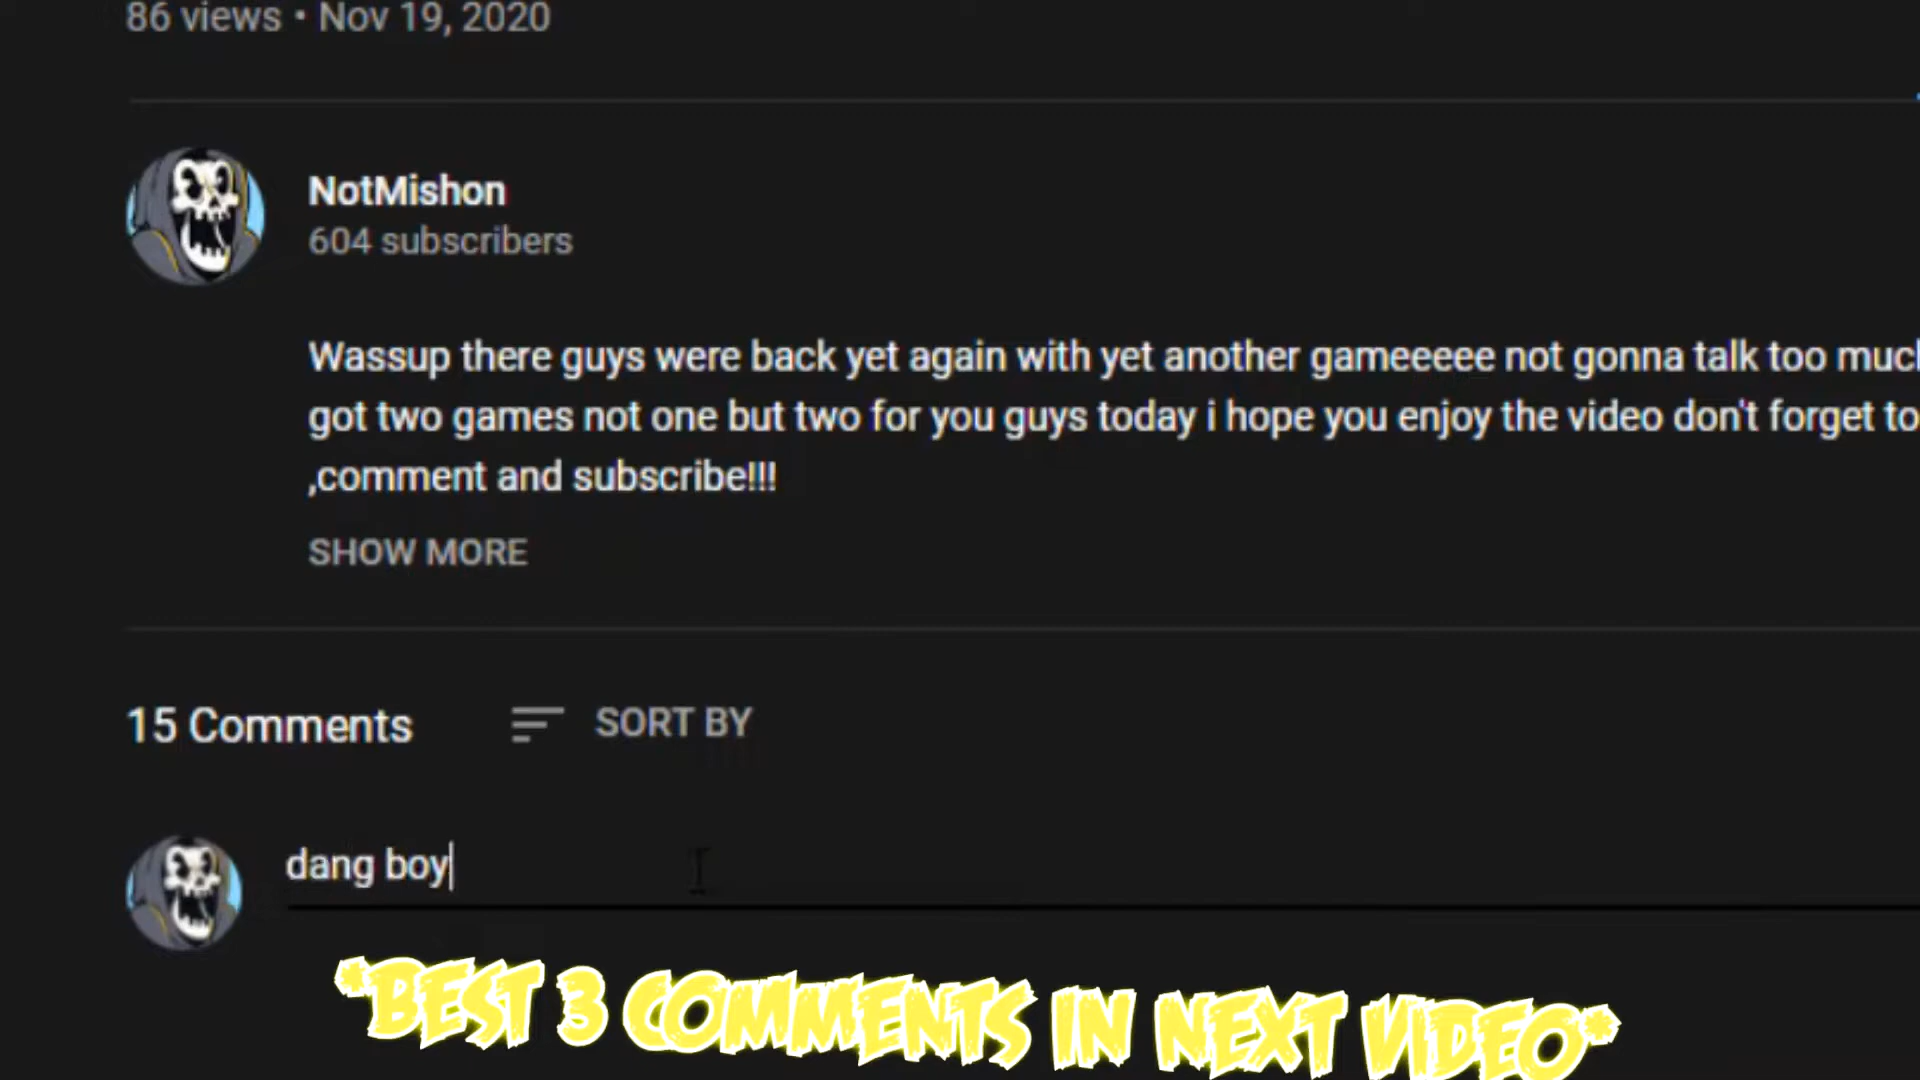 86 views • Nov 19, 2020
NotMishon
604 subscribers
Wassup there guys were back yet again with yet another gameeeee not gonna talk too much
got two games not one but two for you guys today i hope you enjoy the video don't forget to
,comment and subscribe!!!
SHOW MORE
15 Comments
SORT BY
dang boy
*BEST 3 COMMENTS IN NEXT VIDEO*